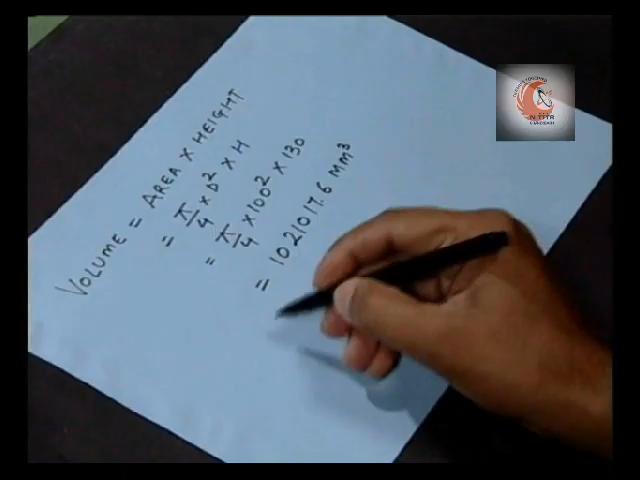 VOLUME = AREA X HEIGHT
= π/4 x D² x H
= π/4 x 100² x 130
= 1021017.6 MM³